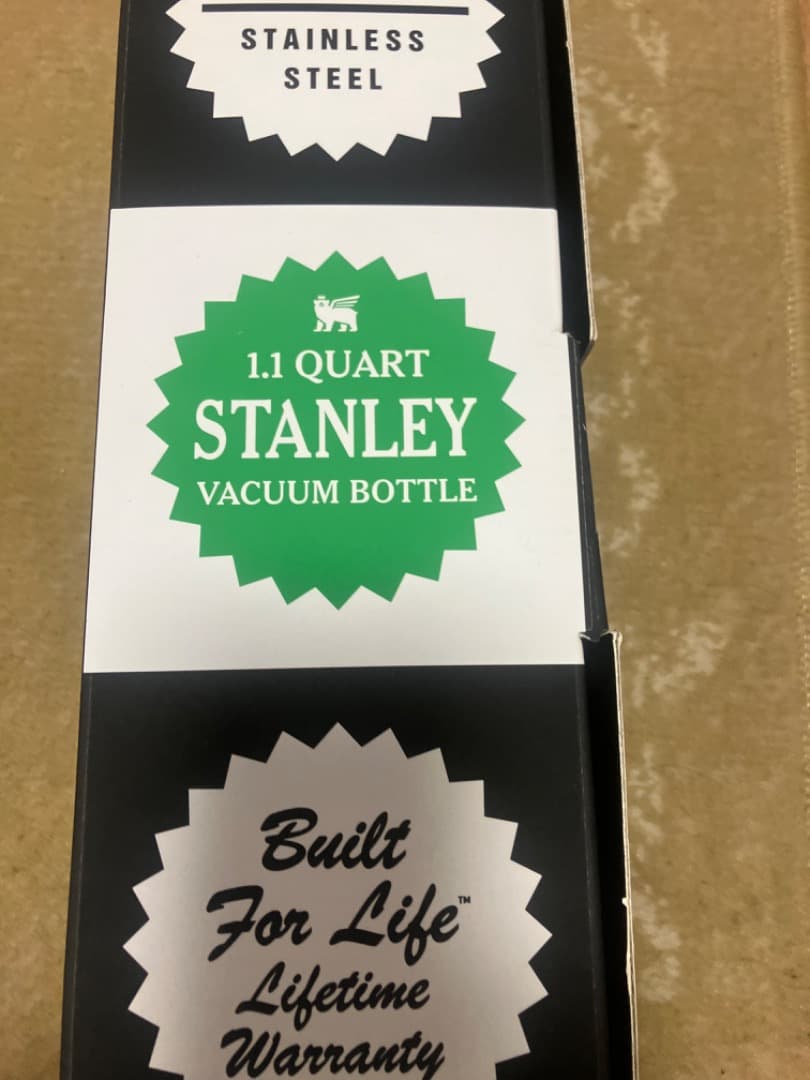 STAINLESS
STEEL
1.1 QUART
STANLEY
VACUUM BOTTLE
Built
For Life™
Lifetime
Warranty